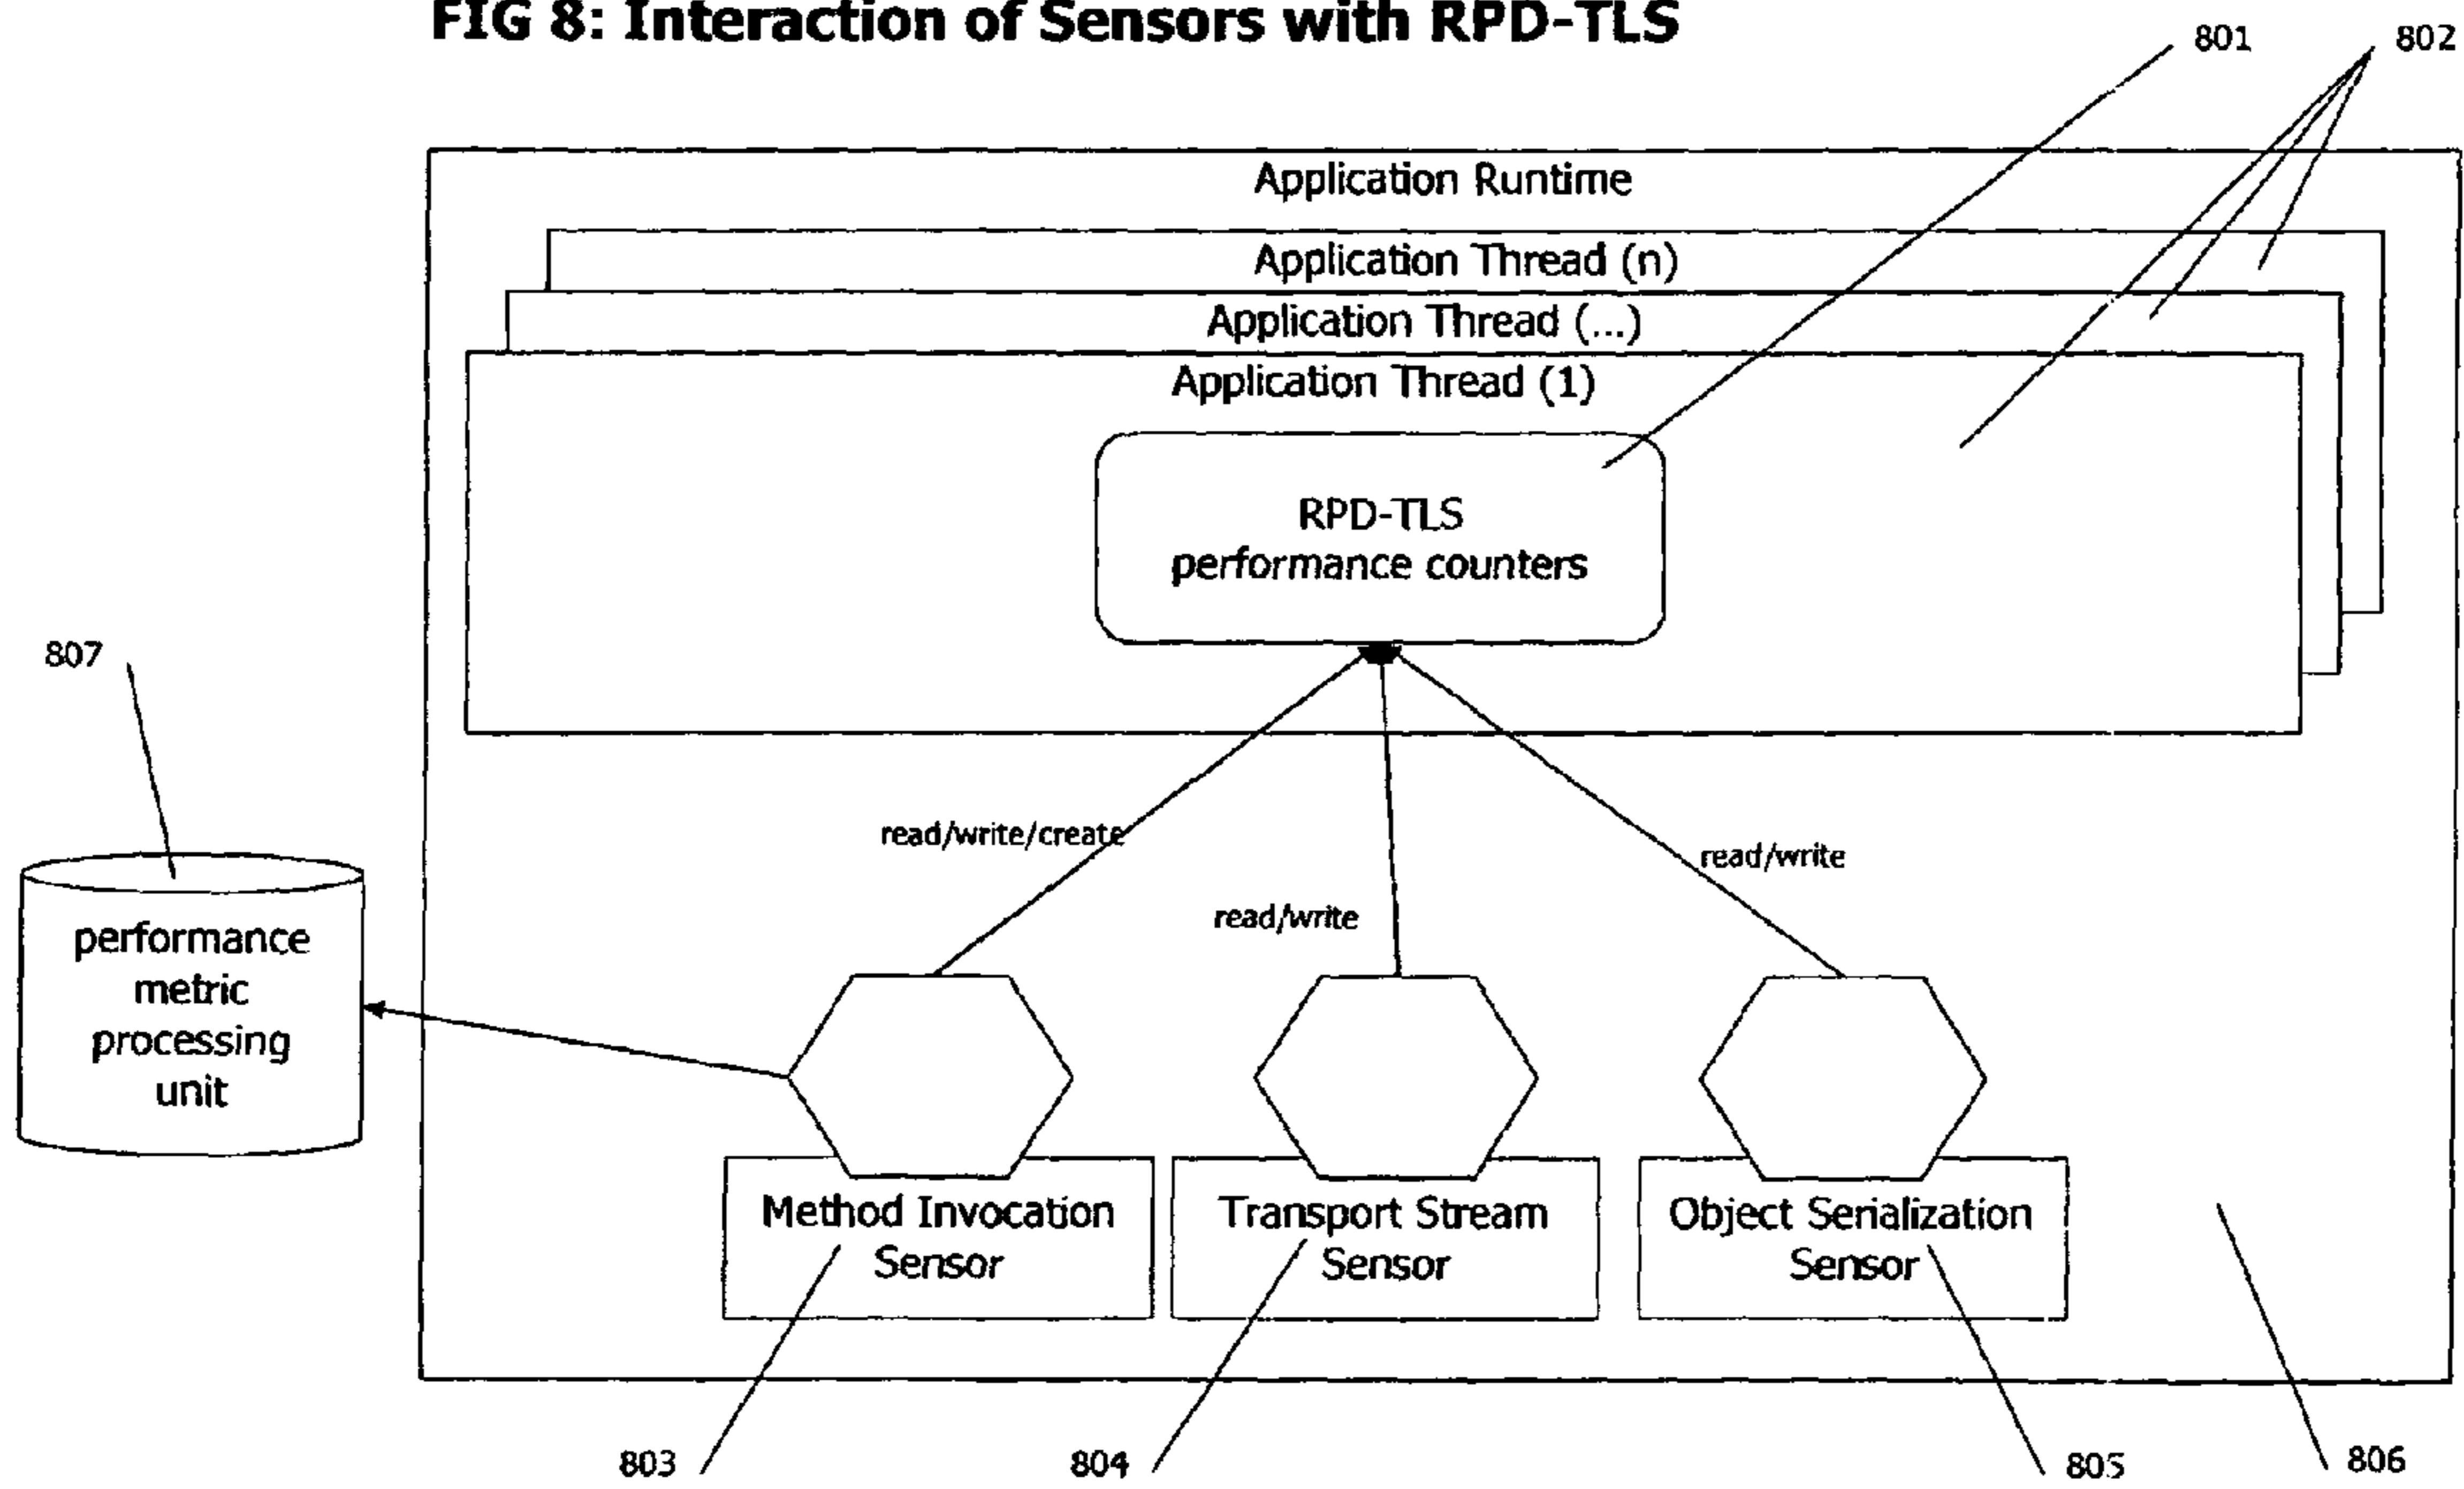 FIG 8: Interaction of Sensors with RPD-TLS
801
802
Application Runtime
Application Thread (n)
Application Thread (...)
Application Thread (1)
RPD-TLS
performance counters
807
read/write/create
read/write
read/write
performance
metric
processing
unit
Method Invocation
Sensor
Transport Stream
Sensor
Object Serialization
Sensor
803
804
805
806